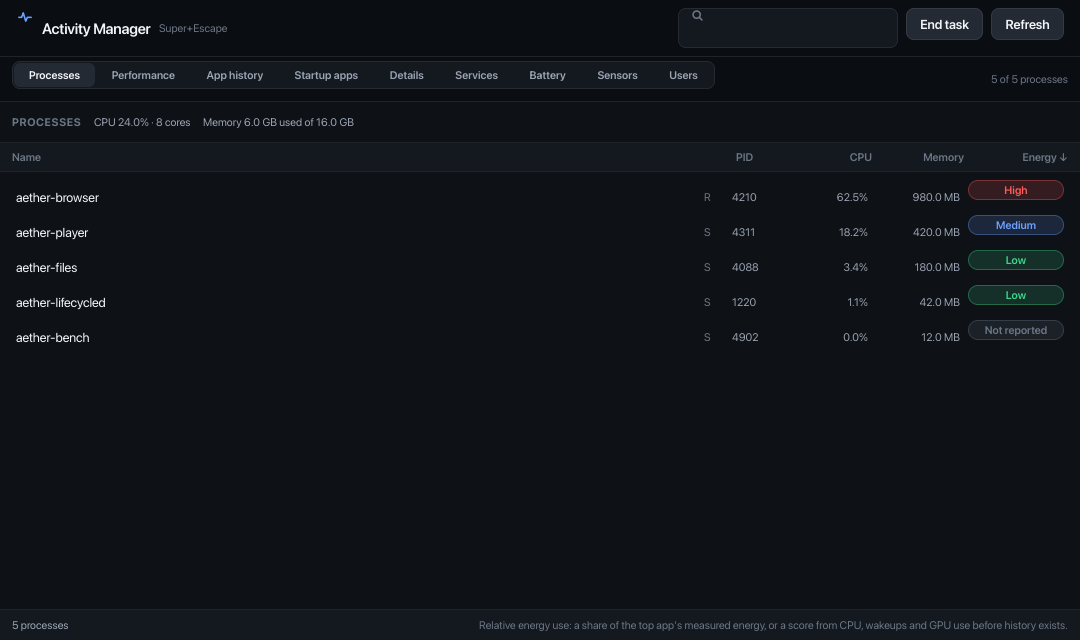 Activity Manager Super+Escape End task Refresh
Processes Performance App history Startup apps Details Services Battery Sensors Users 5 of 5 processes
PROCESSES CPU 24.0% · 8 cores Memory 6.0 GB used of 16.0 GB
Name PID CPU Memory Energy ↓
aether-browser R 4210 62.5% 980.0 MB High
aether-player S 4311 18.2% 420.0 MB Medium
aether-files S 4088 3.4% 180.0 MB Low
aether-lifecycled S 1220 1.1% 42.0 MB Low
aether-bench S 4902 0.0% 12.0 MB Not reported
5 processes Relative energy use: a share of the top app's measured energy, or a score from CPU, wakeups and GPU use before history exists.